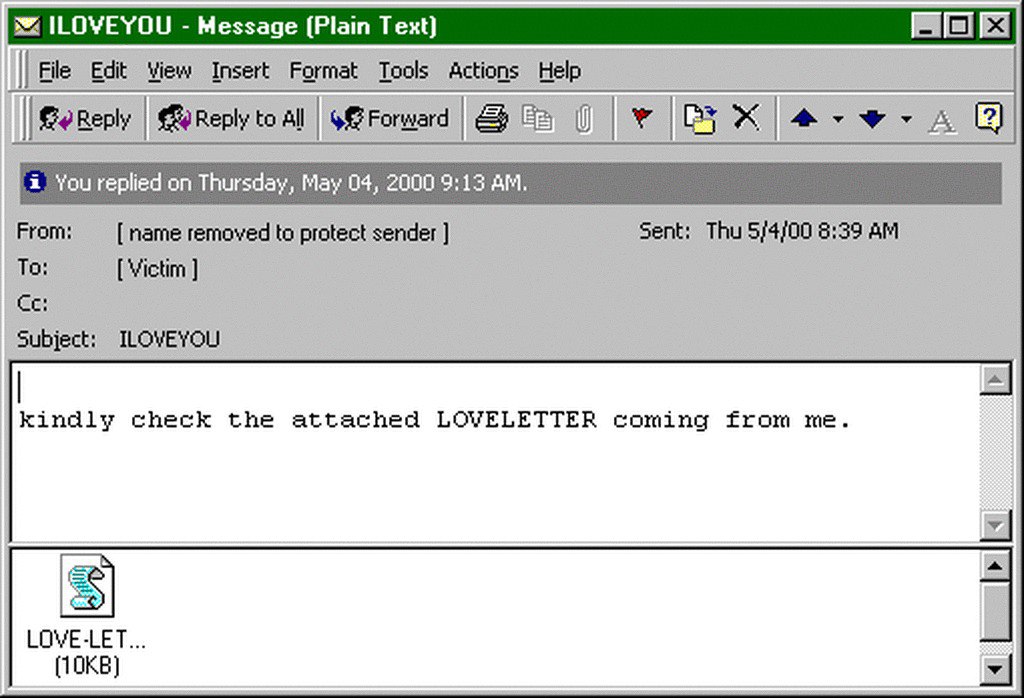 ILOVEYOU - Message (Plain Text)
File Edit View Insert Format Tools Actions Help
Reply Reply to All Forward A ?
i You replied on Thursday, May 04, 2000 9:13 AM.
From: [ name removed to protect sender ] Sent: Thu 5/4/00 8:39 AM
To: [ Victim ]
Cc:
Subject: ILOVEYOU
kindly check the attached LOVELETTER coming from me.
LOVE-LET...
(10KB)